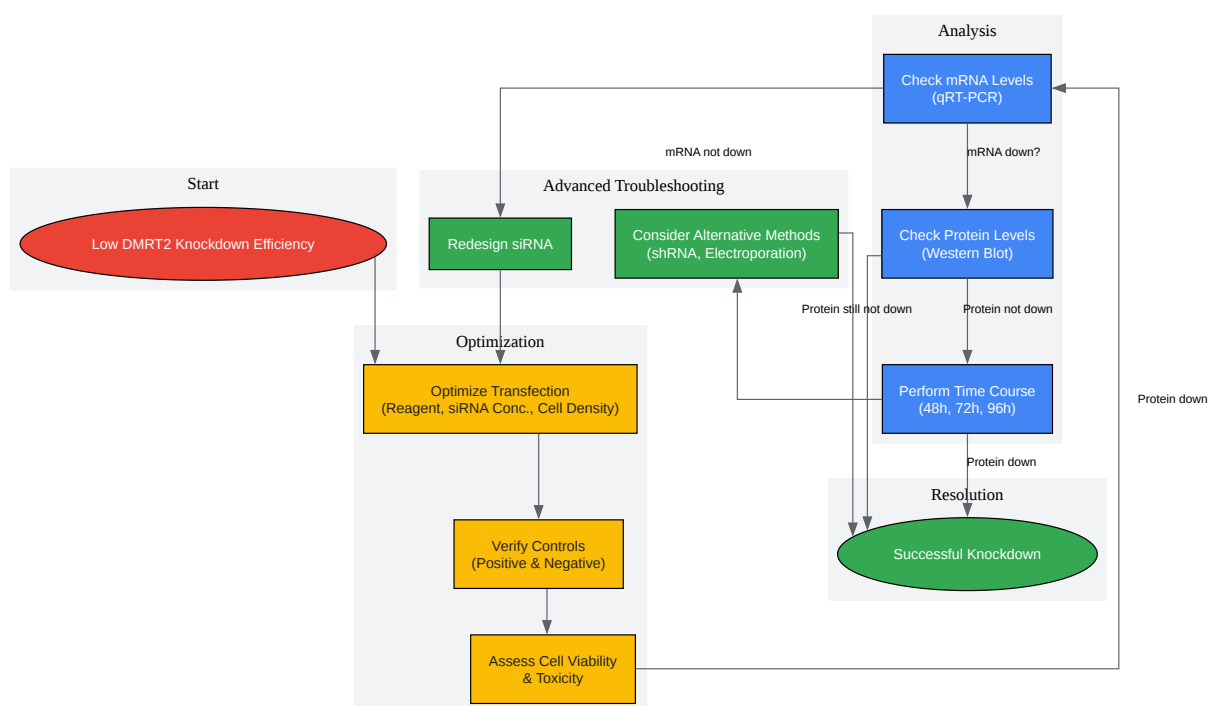 Analysis
Check mRNA Levels
(qRT-PCR)
mRNA not down
mRNA down?
Start
Low DMRT2 Knockdown Efficiency
Advanced Troubleshooting
Redesign siRNA
Consider Alternative Methods
(shRNA, Electroporation)
Check Protein Levels
(Western Blot)
Protein still not down
Protein not down
Optimization
Optimize Transfection
(Reagent, siRNA Conc., Cell Density)
Perform Time Course
(48h, 72h, 96h)
Protein down
Protein down
Resolution
Successful Knockdown
Verify Controls
(Positive & Negative)
Assess Cell Viability
& Toxicity